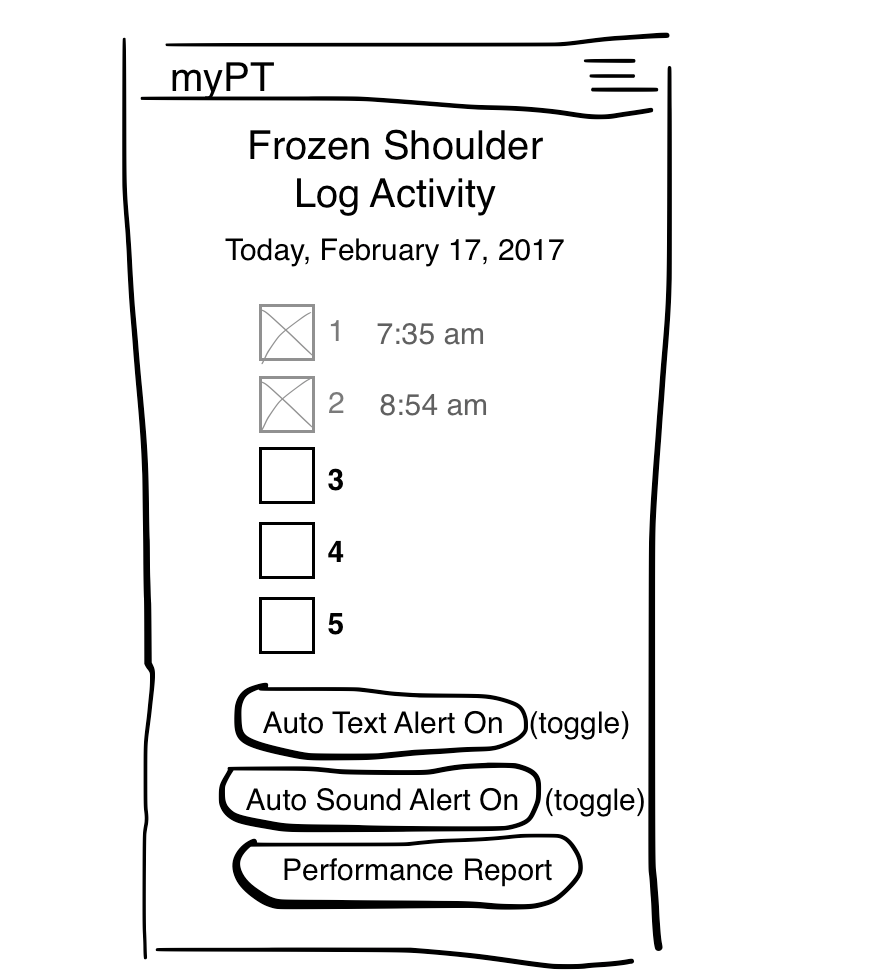 myPT
Frozen Shoulder
Log Activity
Today, February 17, 2017
1 7:35 am
2 8:54 am
3
4
5
Auto Text Alert On (toggle)
Auto Sound Alert On (toggle)
Performance Report